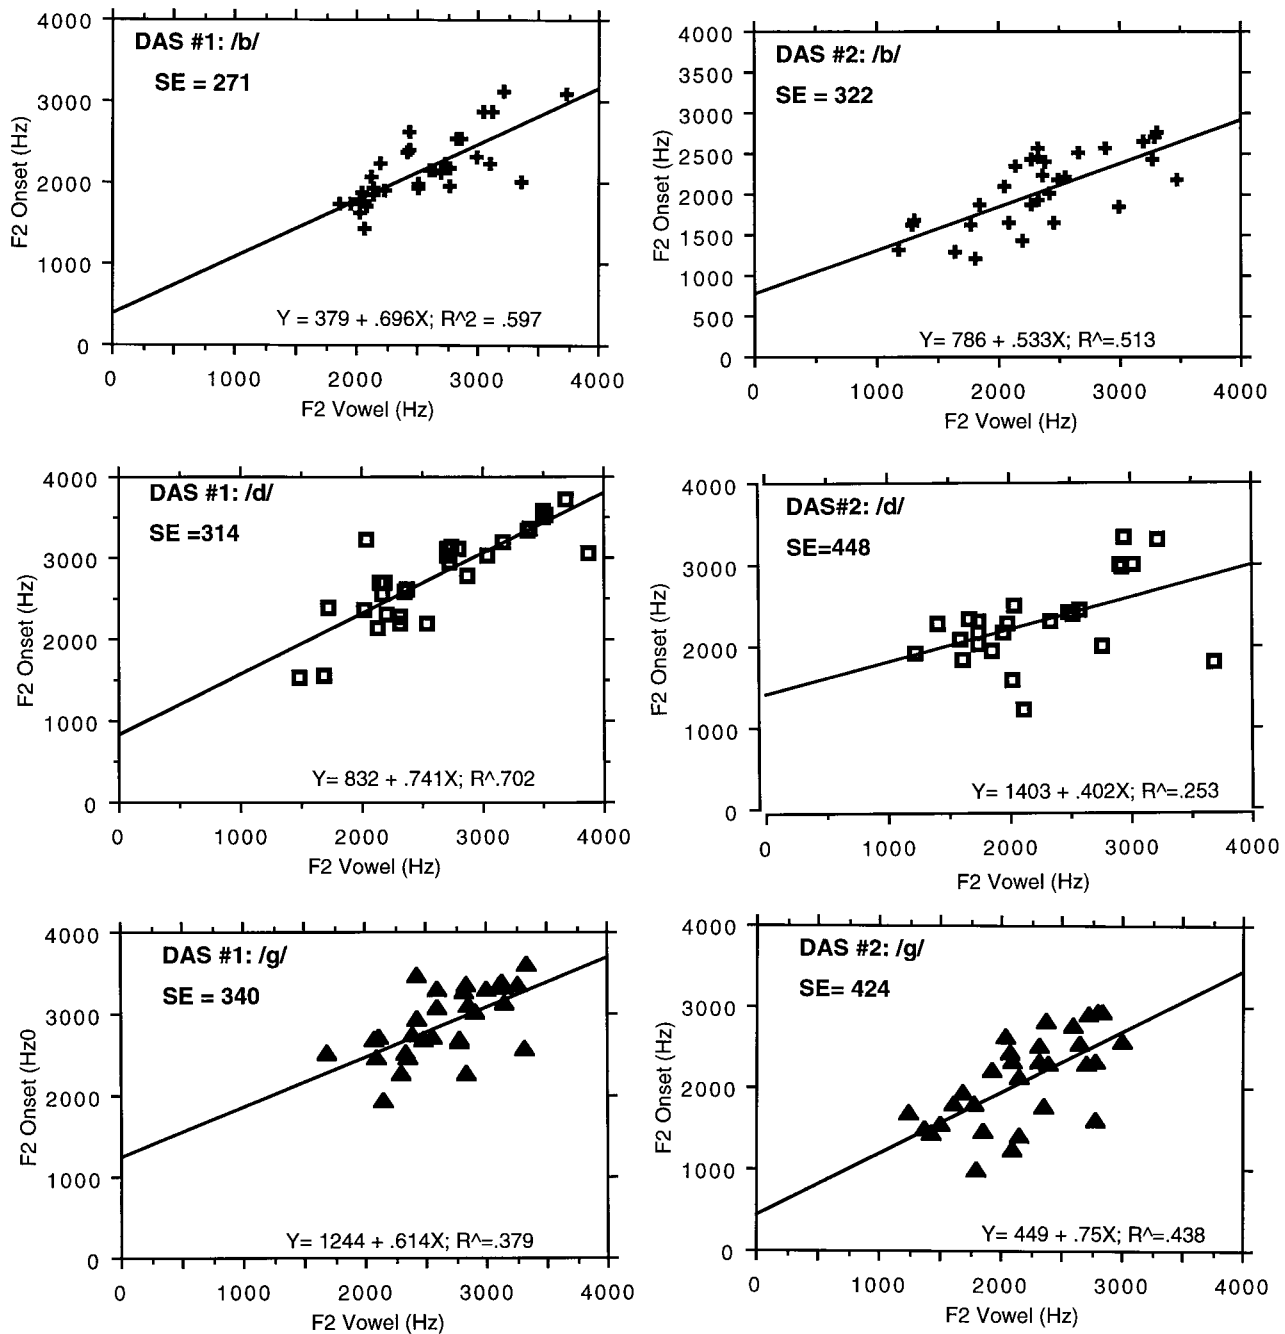 DAS #1: /b/
SE = 271
F2 Onset (Hz)
4000
3000
2000
1000
0
Y = 379 + .696X; R^2 = .597
0 1000 2000 3000 4000
F2 Vowel (Hz)
DAS #2: /b/
SE = 322
F2 Onset (Hz)
4000
3500
3000
2500
2000
1500
1000
500
0
Y= 786 + .533X; R^=.513
0 1000 2000 3000 4000
F2 Vowel (Hz)
DAS #1: /d/
SE =314
F2 Onset (Hz)
4000
3000
2000
1000
0
Y= 832 + .741X; R^.702
0 1000 2000 3000 4000
F2 Vowel (Hz)
DAS#2: /d/
SE=448
F2 Onset (Hz)
4000
3000
2000
1000
0
Y= 1403 + .402X; R^=.253
0 1000 2000 3000 4000
F2 Vowel (Hz)
DAS #1: /g/
SE = 340
F2 Onset (Hz0
4000
3000
2000
1000
0
Y= 1244 + .614X; R^=.379
0 1000 2000 3000 4000
F2 Vowel (Hz)
DAS #2: /g/
SE= 424
F2 Onset (Hz)
4000
3000
2000
1000
0
Y= 449 + .75X; R^=.438
0 1000 2000 3000 4000
F2 Vowel (Hz)